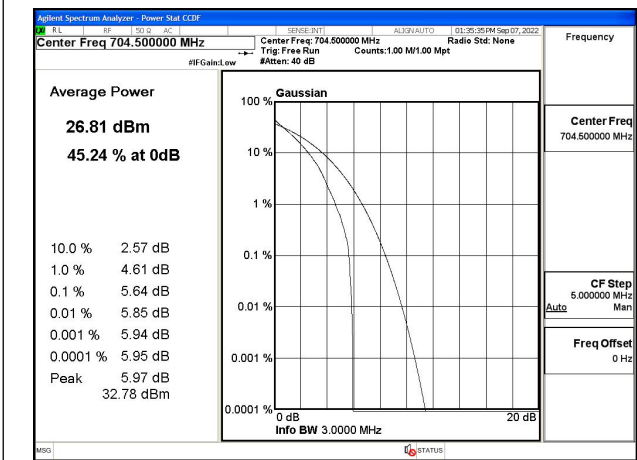 Agilent Spectrum Analyzer - Power Stat CCDF
RL RF 50 Ω AC SENSE:INT ALIGN AUTO 01:35:35 PM Sep 07, 2022
Center Freq 704.500000 MHz
Center Freq: 704.500000 MHz Radio Std: None
Trig: Free Run Counts:1.00 M/1.00 Mpt
#IFGain:Low #Atten: 40 dB
Frequency
Average Power
26.81 dBm
45.24 % at 0dB
10.0 % 2.57 dB
1.0 % 4.61 dB
0.1 % 5.64 dB
0.01 % 5.85 dB
0.001 % 5.94 dB
0.0001 % 5.95 dB
Peak 5.97 dB
32.78 dBm
Gaussian
100 %
10 %
1 %
0.1 %
0.01 %
0.001 %
0.0001 %
0 dB 20 dB
Info BW 3.0000 MHz
Center Freq
704.500000 MHz
CF Step
5.000000 MHz
Auto Man
Freq Offset
0 Hz
MSG STATUS